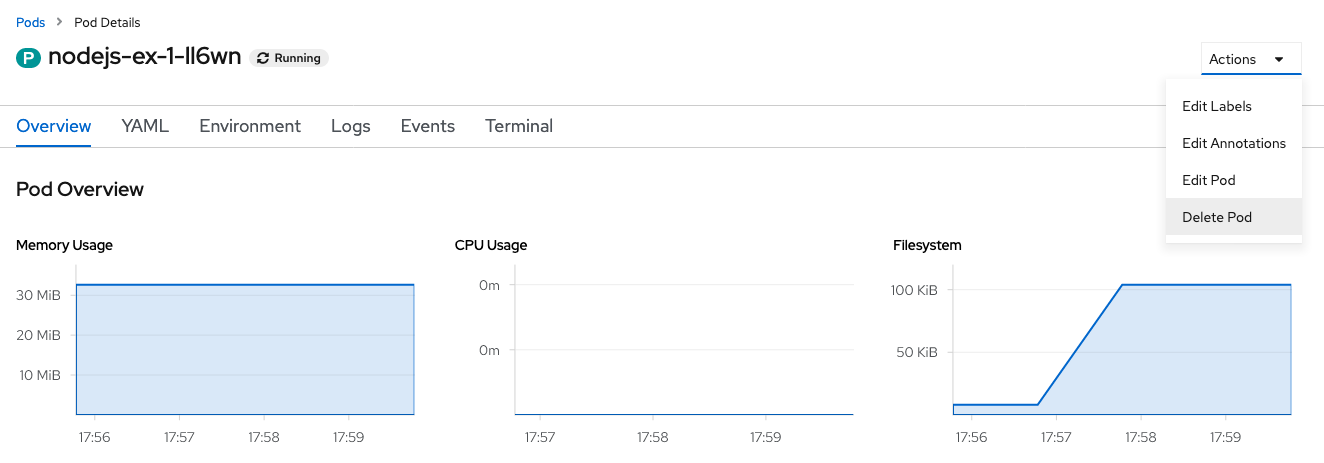 Pods > Pod Details
P nodejs-ex-1-ll6wn Running
Actions
Edit Labels
Edit Annotations
Edit Pod
Delete Pod
Overview YAML Environment Logs Events Terminal
Pod Overview
Memory Usage
30 MiB
20 MiB
10 MiB
17:56 17:57 17:58 17:59
CPU Usage
0m
0m
17:57 17:58 17:59
Filesystem
100 KiB
50 KiB
17:56 17:57 17:58 17:59